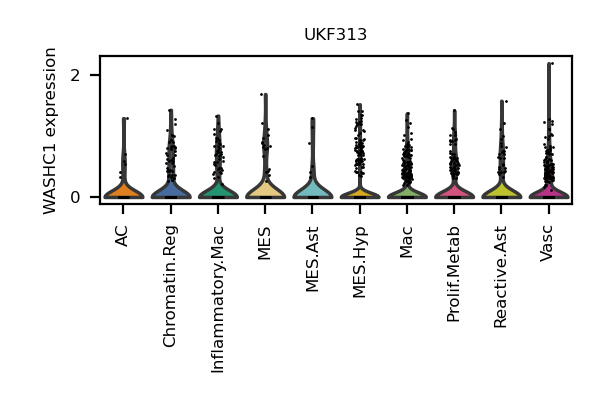 UKF313
WASHC1 expression
2
0
AC
Chromatin.Reg
Inflammatory.Mac
MES
MES.Ast
MES.Hyp
Mac
Prolif.Metab
Reactive.Ast
Vasc